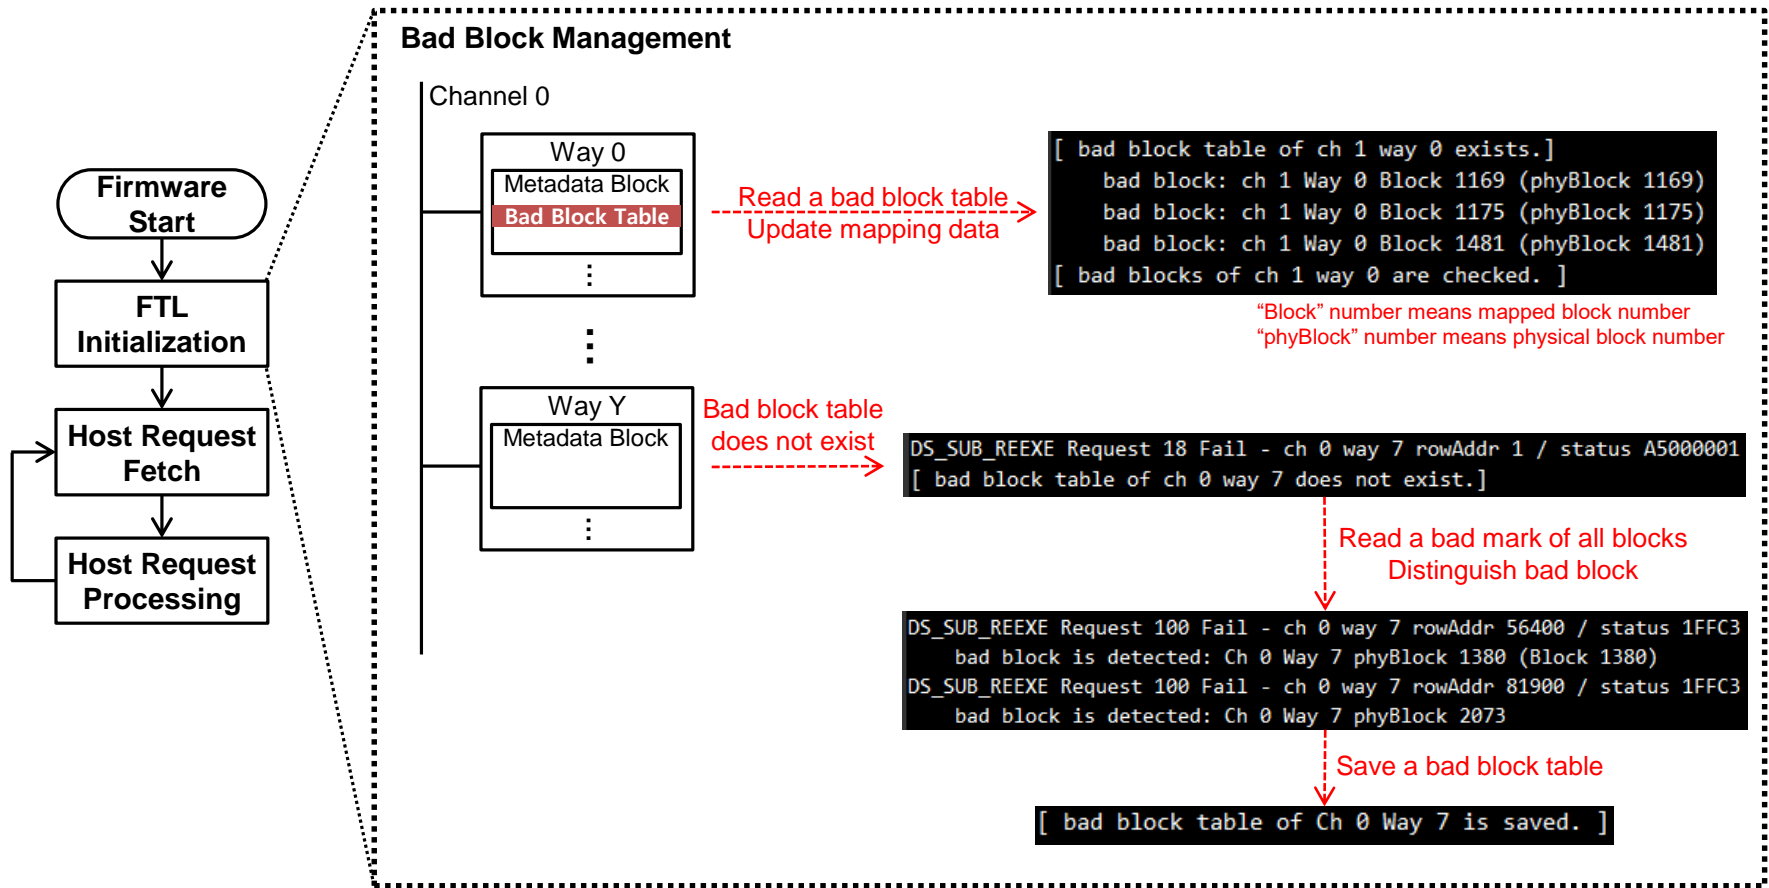 Bad Block Management
Channel 0
Firmware
Start
FTL
Initialization
Host Request
Fetch
Host Request
Processing
Way 0
Metadata Block
Bad Block Table
Read a bad block table
Update mapping data
[ bad block table of ch 1 way 0 exists.]
bad block: ch 1 Way 0 Block 1169 (phyBlock 1169)
bad block: ch 1 Way 0 Block 1175 (phyBlock 1175)
bad block: ch 1 Way 0 Block 1481 (phyBlock 1481)
[ bad blocks of ch 1 way 0 are checked. ]
“Block” number means mapped block number
“phyBlock” number means physical block number
Way Y
Metadata Block
Bad block table
does not exist
DS_SUB_REEXE Request 18 Fail - ch 0 way 7 rowAddr 1 / status A5000001
[ bad block table of ch 0 way 7 does not exist.]
Read a bad mark of all blocks
Distinguish bad block
DS_SUB_REEXE Request 100 Fail - ch 0 way 7 rowAddr 56400 / status 1FFC3
bad block is detected: Ch 0 Way 7 phyBlock 1380 (Block 1380)
DS_SUB_REEXE Request 100 Fail - ch 0 way 7 rowAddr 81900 / status 1FFC3
bad block is detected: Ch 0 Way 7 phyBlock 2073
Save a bad block table
[ bad block table of Ch 0 Way 7 is saved. ]